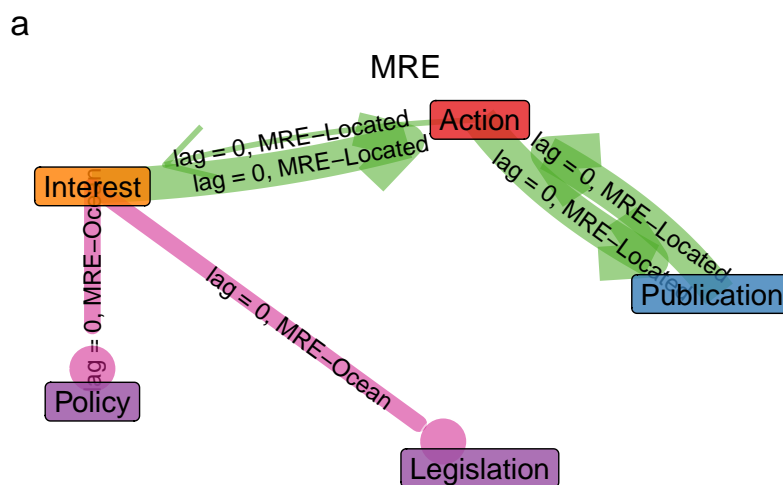 a
MRE
Action
lag = 0, MRE−Located
lag = 0, MRE−Located
lag = 0, MRE−Located
lag = 0, MRE−Located
Interest
Publication
lag = 0, MRE−Ocean
lag = 0, MRE−Ocean
Policy
Legislation